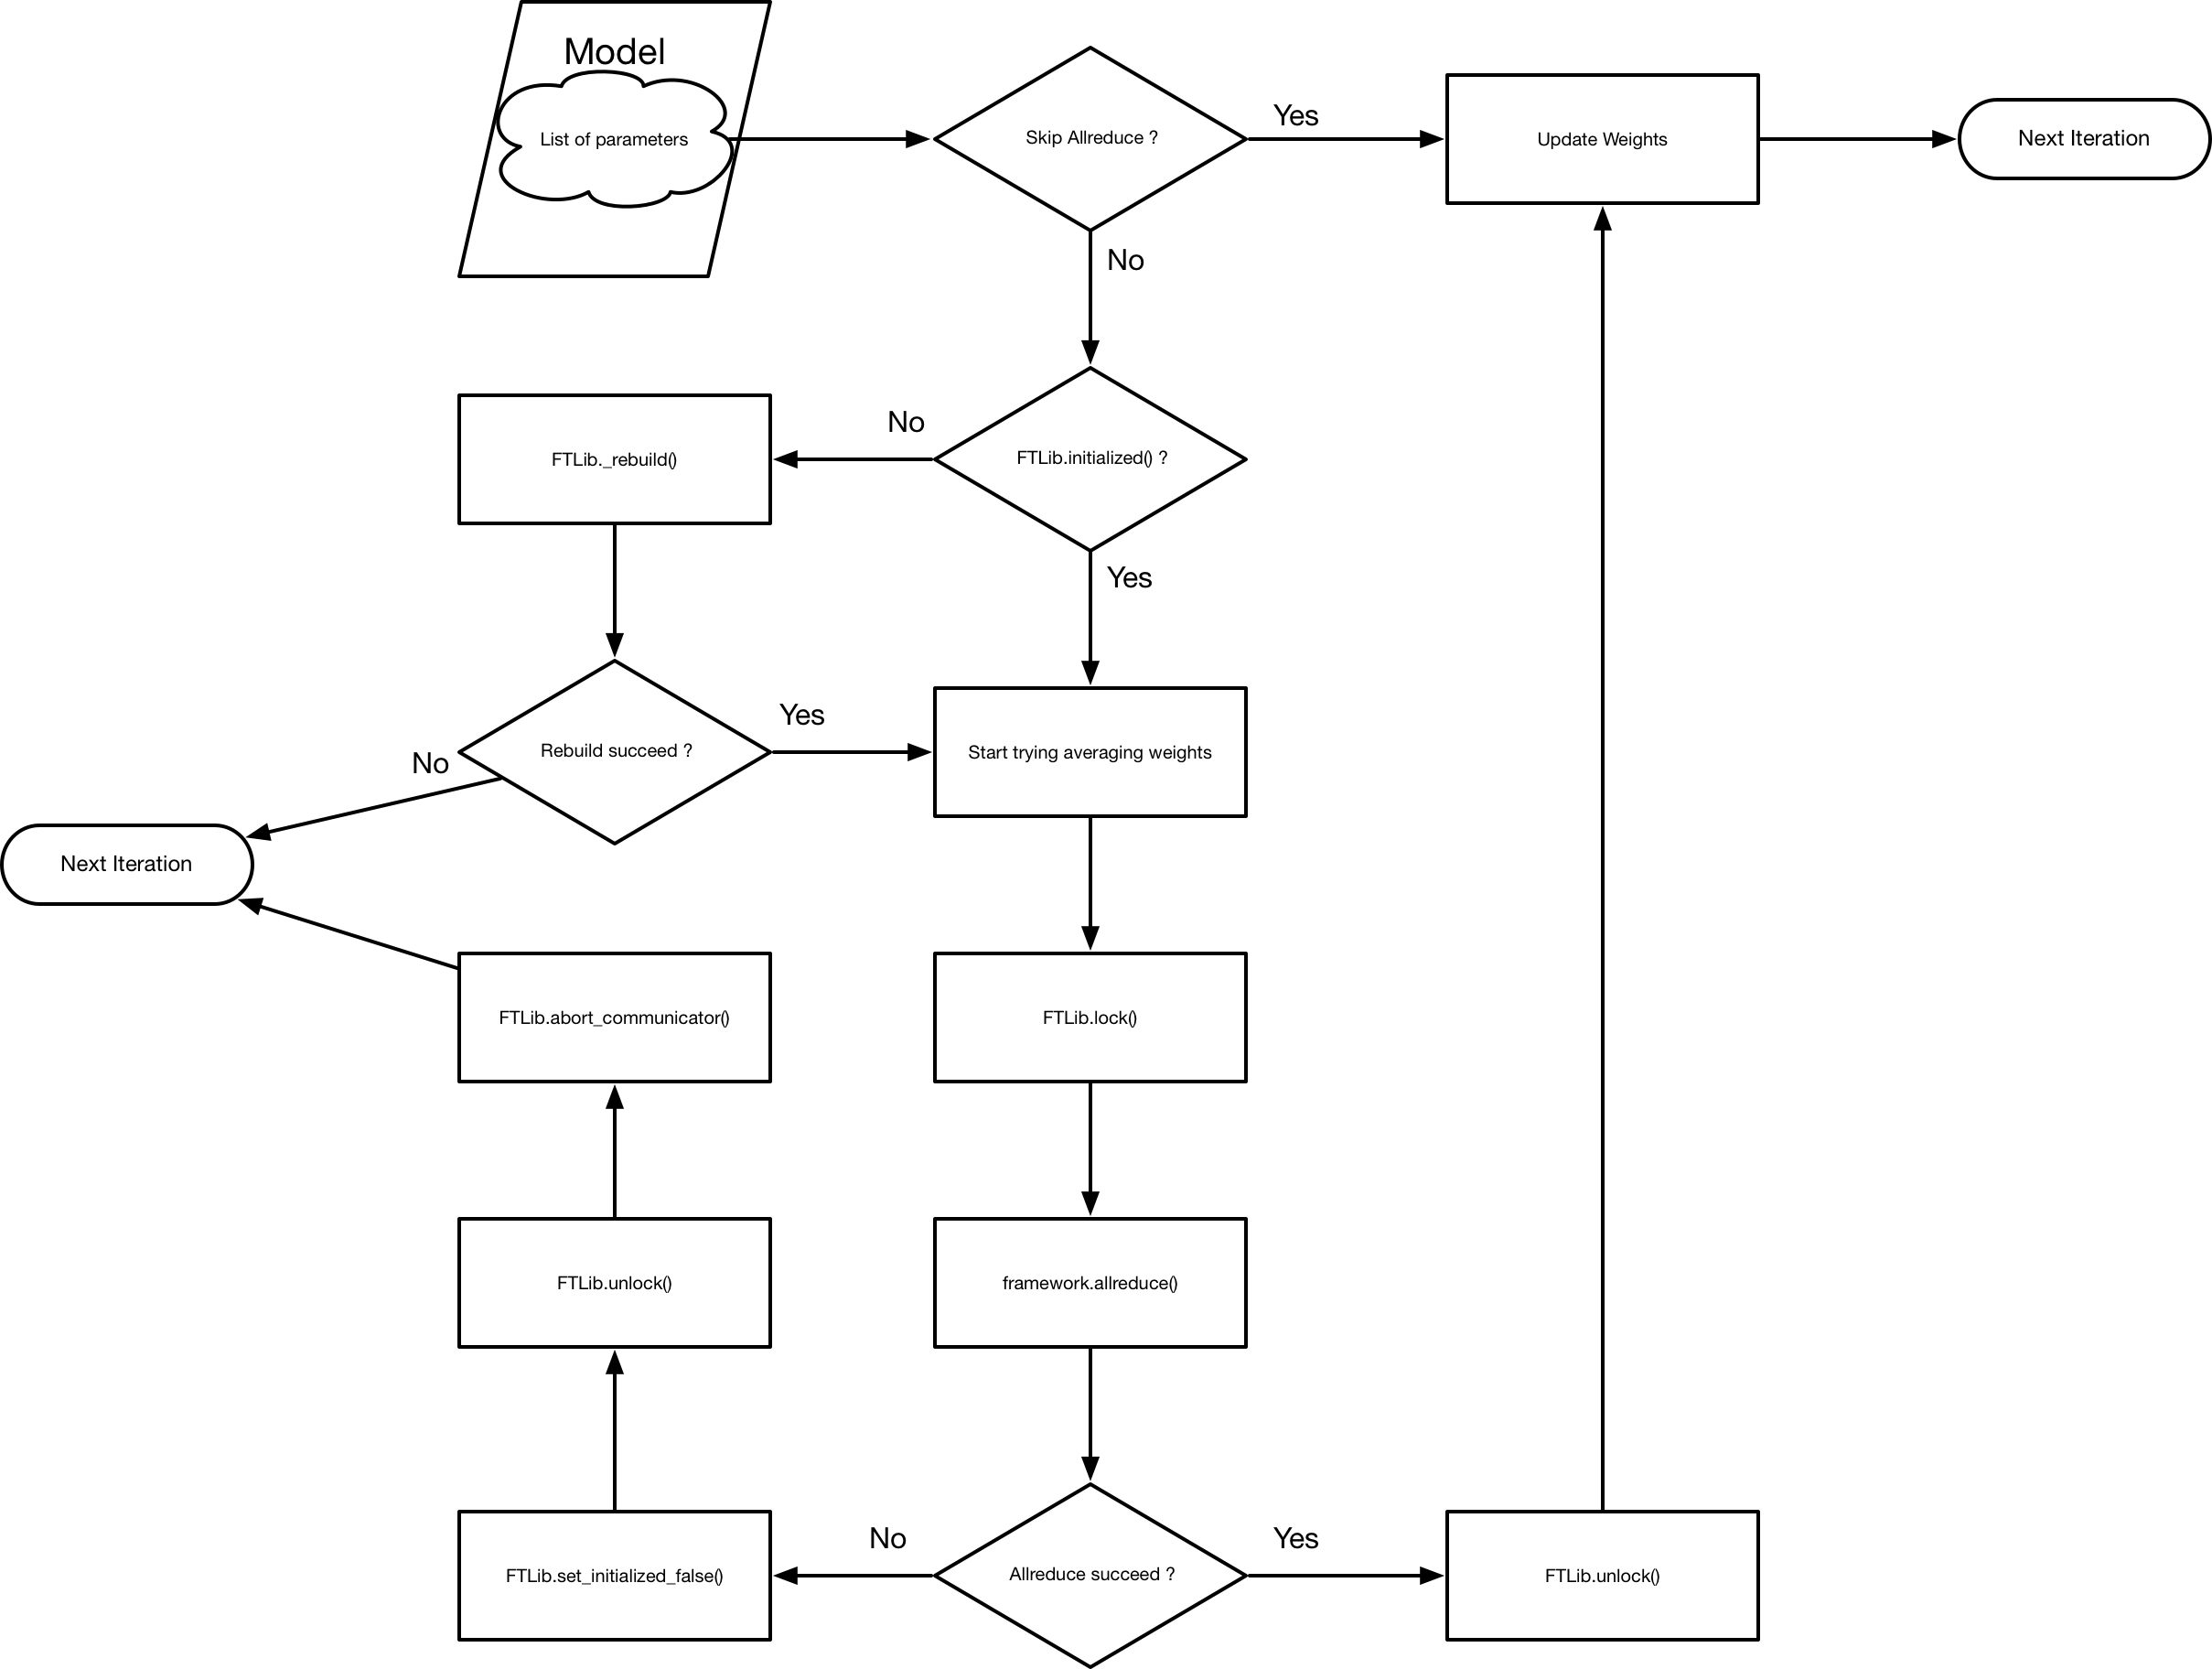 Model
List of parameters
Skip Allreduce ?
Yes
Update Weights
Next Iteration
No
FTLib._rebuild()
No
FTLib.initialized() ?
Yes
Rebuild succeed ?
No
Yes
Start trying averaging weights
Next Iteration
FTLib.abort_communicator()
FTLib.lock()
FTLib.unlock()
framework.allreduce()
FTLib.set_initialized_false()
No
Allreduce succeed ?
Yes
FTLib.unlock()